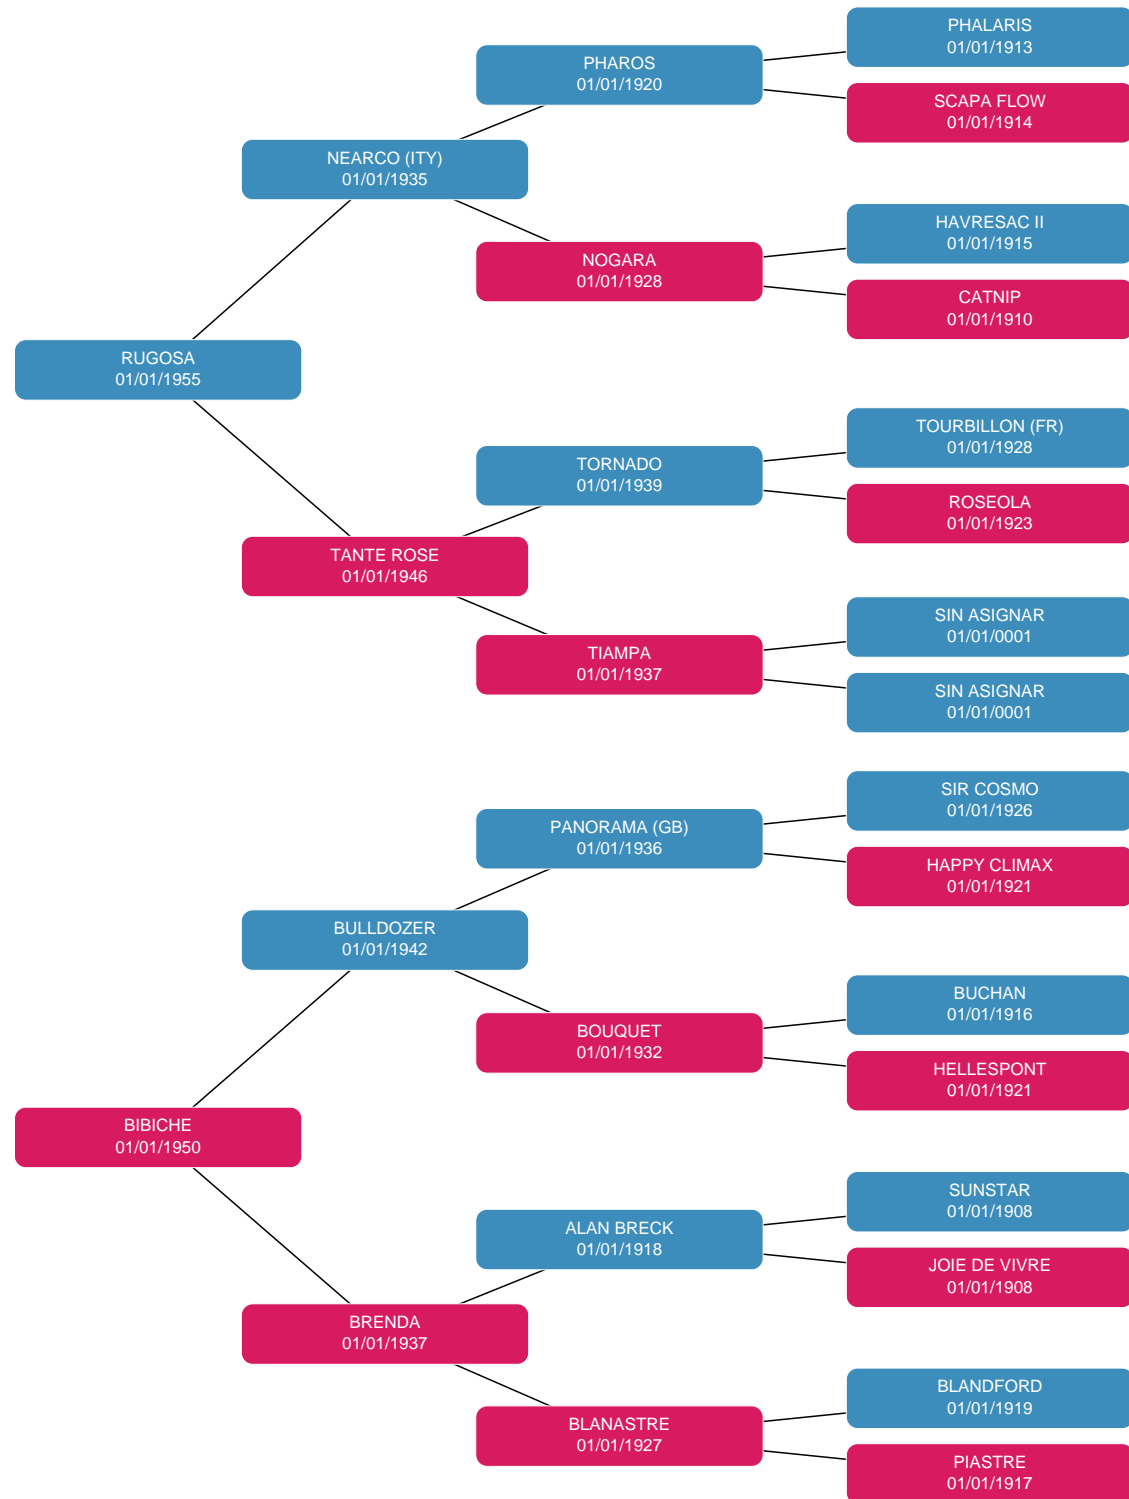 PHALARIS
01/01/1913
PHAROS
01/01/1920
SCAPA FLOW
01/01/1914
NEARCO (ITY)
01/01/1935
HAVRESAC II
01/01/1915
NOGARA
01/01/1928
CATNIP
01/01/1910
RUGOSA
01/01/1955
TOURBILLON (FR)
01/01/1928
TORNADO
01/01/1939
ROSEOLA
01/01/1923
TANTE ROSE
01/01/1946
SIN ASIGNAR
01/01/0001
TIAMPA
01/01/1937
SIN ASIGNAR
01/01/0001
SIR COSMO
01/01/1926
PANORAMA (GB)
01/01/1936
HAPPY CLIMAX
01/01/1921
BULLDOZER
01/01/1942
BUCHAN
01/01/1916
BOUQUET
01/01/1932
HELLESPONT
01/01/1921
BIBICHE
01/01/1950
SUNSTAR
01/01/1908
ALAN BRECK
01/01/1918
JOIE DE VIVRE
01/01/1908
BRENDA
01/01/1937
BLANDFORD
01/01/1919
BLANASTRE
01/01/1927
PIASTRE
01/01/1917